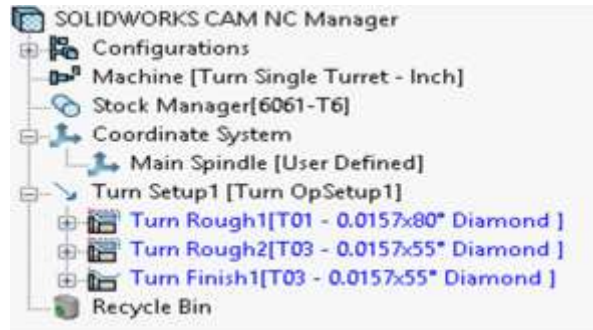 SOLIDWORKS CAM NC Manager
Configurations
Machine [Turn Single Turret - Inch]
Stock Manager[6061-T6]
Coordinate System
Main Spindle [User Defined]
Turn Setup1 [Turn OpSetup1]
Turn Rough1[T01 - 0.0157x80° Diamond ]
Turn Rough2[T03 - 0.0157x55° Diamond ]
Turn Finish1[T03 - 0.0157x55° Diamond ]
Recycle Bin